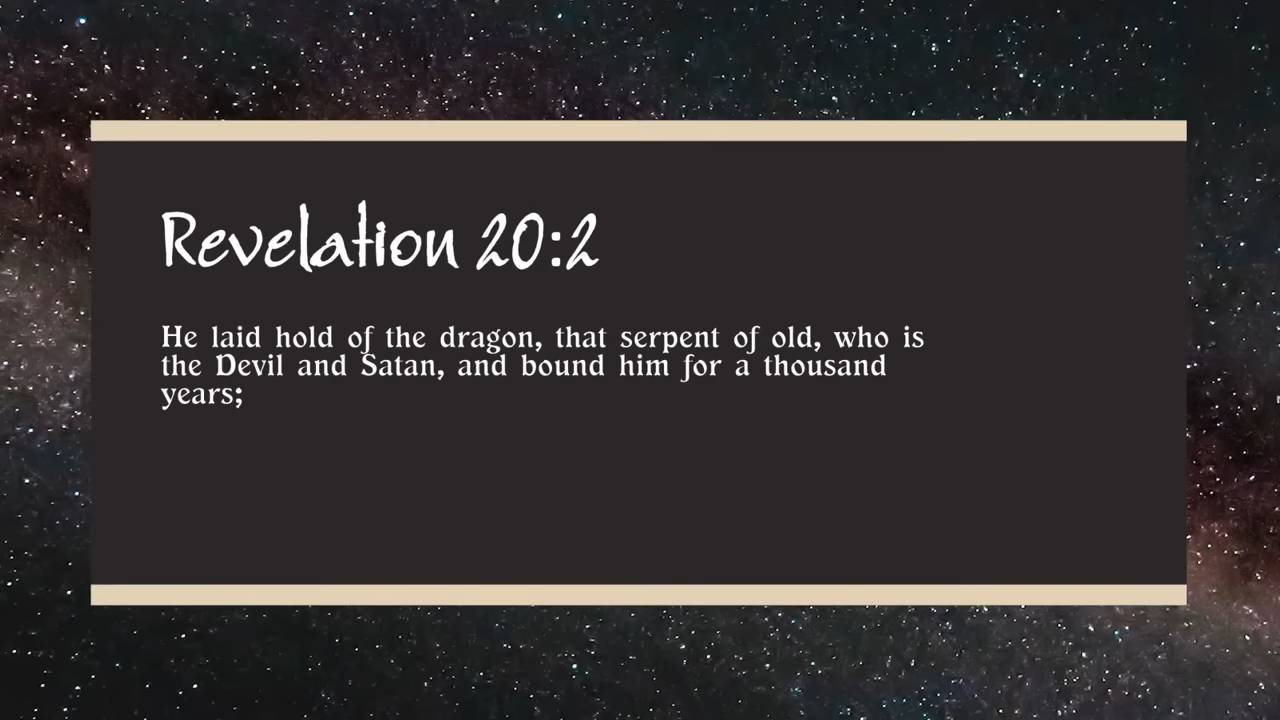 Revelation 20:2
He laid hold of the dragon, that serpent of old, who is
the Devil and Satan, and bound him for a thousand
years;